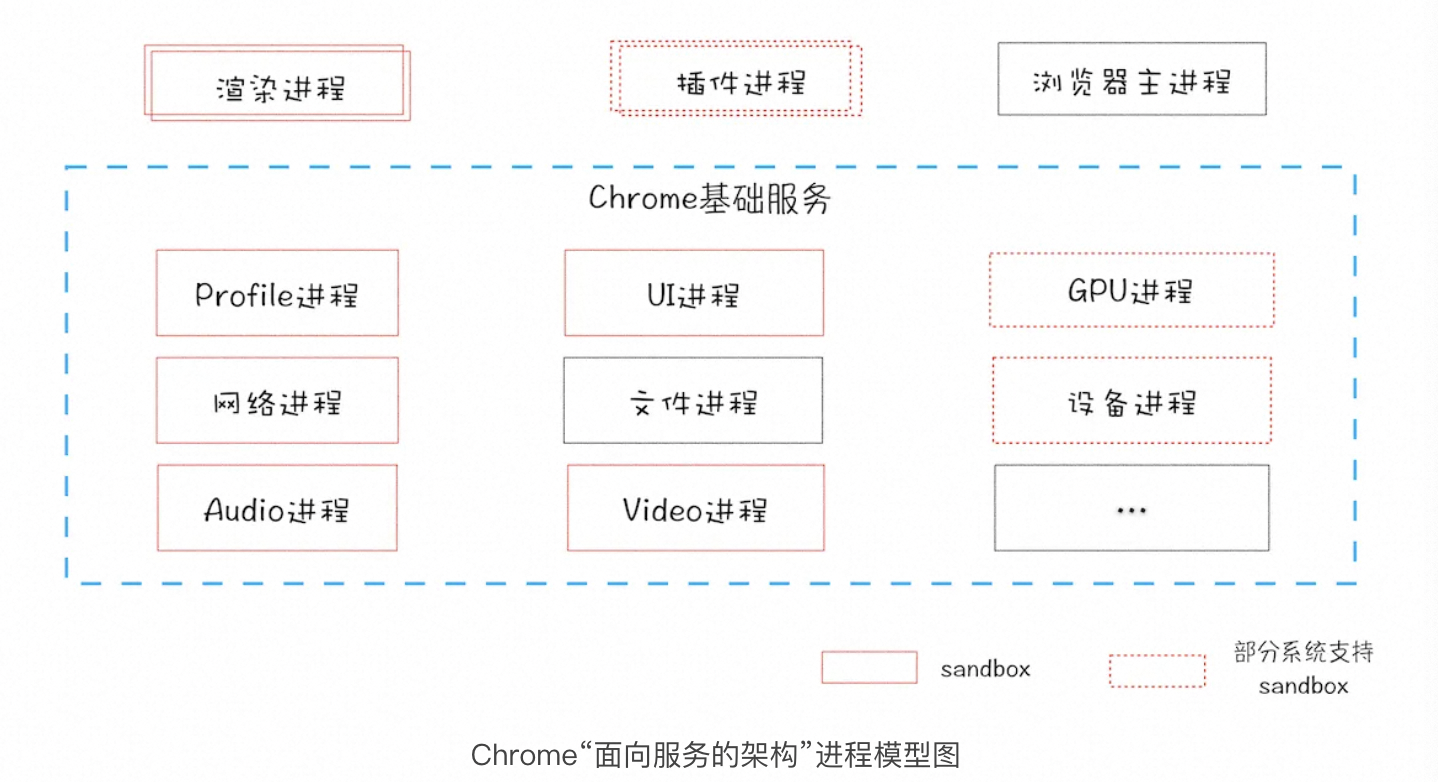 渲染进程
插件进程
浏览器主进程
Chrome基础服务
Profile进程
UI进程
GPU进程
网络进程
文件进程
设备进程
Audio进程
Video进程
...
sandbox
部分系统支持
sandbox
Chrome“面向服务的架构”进程模型图